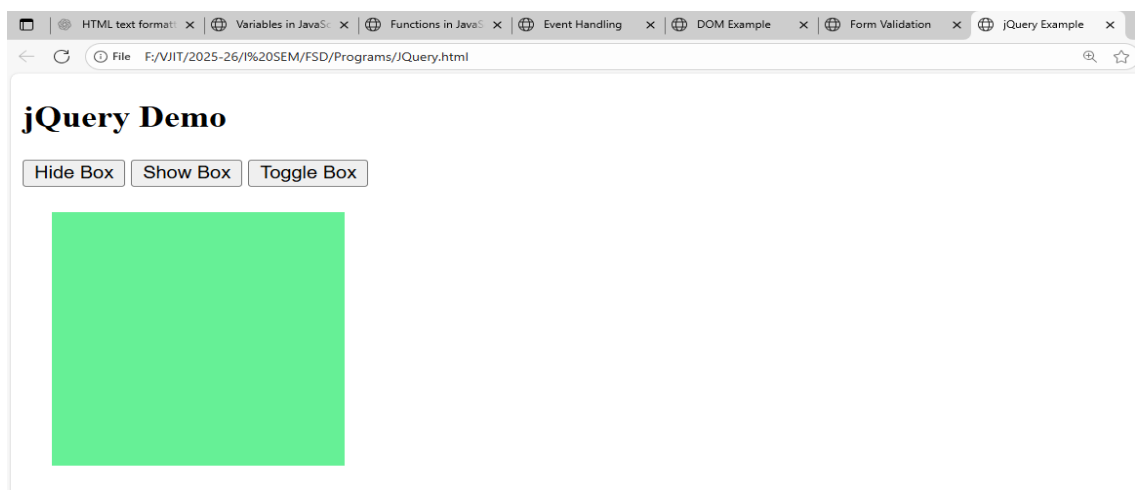 HTML text format Variables in JavaSc Functions in JavaS Event Handling DOM Example Form Validation jQuery Example
File F:/VJIT/2025-26/I%20SEM/FSD/Programs/JQuery.html
jQuery Demo
Hide Box Show Box Toggle Box